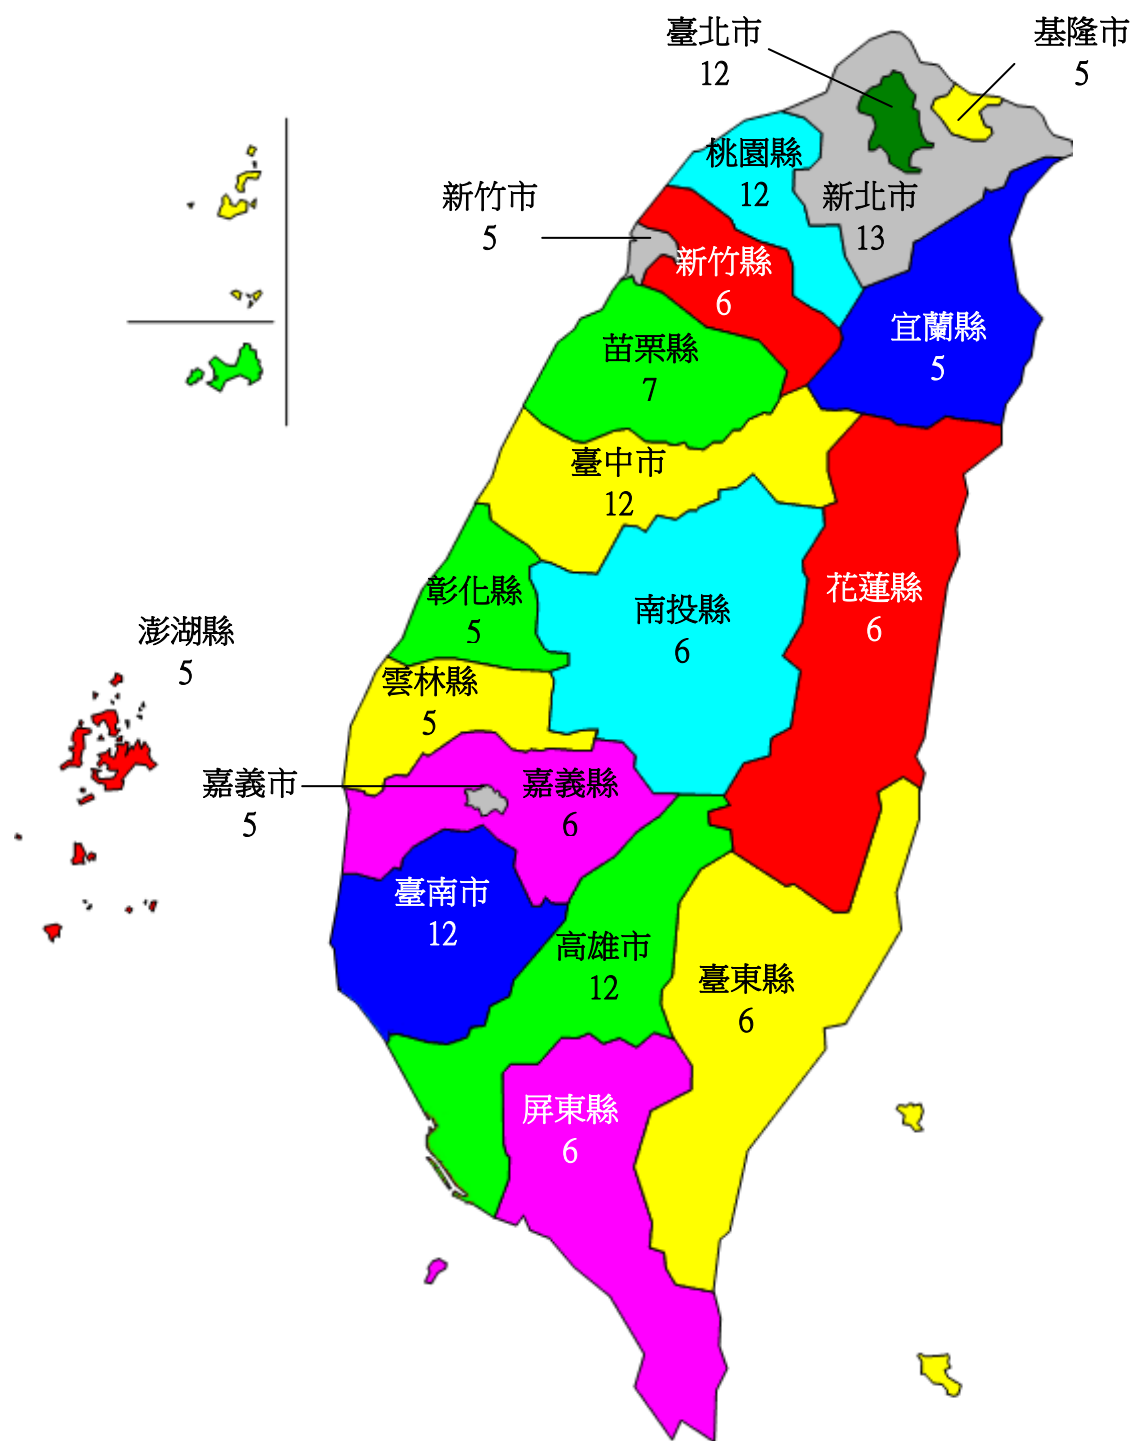 臺北市
12
基隆市
5
桃園縣
12
新北市
13
新竹市
5
新竹縣
6
宜蘭縣
5
苗栗縣
7
臺中市
12
彰化縣
5
南投縣
6
花蓮縣
6
澎湖縣
5
雲林縣
5
嘉義市
5
嘉義縣
6
臺南市
12
高雄市
12
臺東縣
6
屏東縣
6